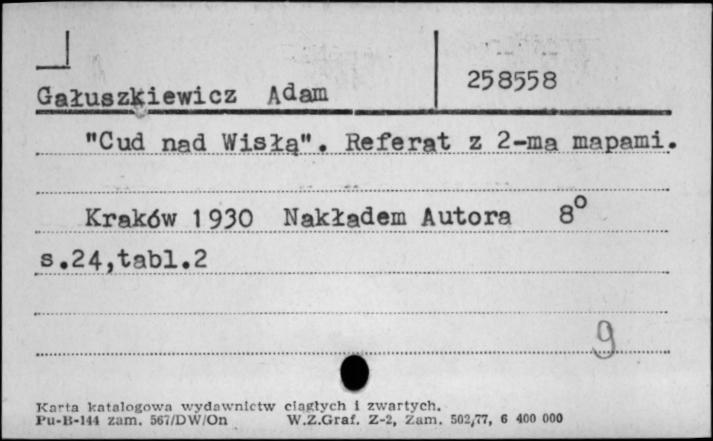 258558
Gałuszkiewicz Adam
"Cud nad Wisłą". Referat z 2-ma mapami.
Kraków 1930 Nakładem Autora 8°
s.24,tabl.2
9
Karta katalogowa wydawnictw ciągłych i zwartych.
Pu-B-144 zam. 567/DW/On W.Z.Graf. Z-2, Zam. 502/77, 6 400 000